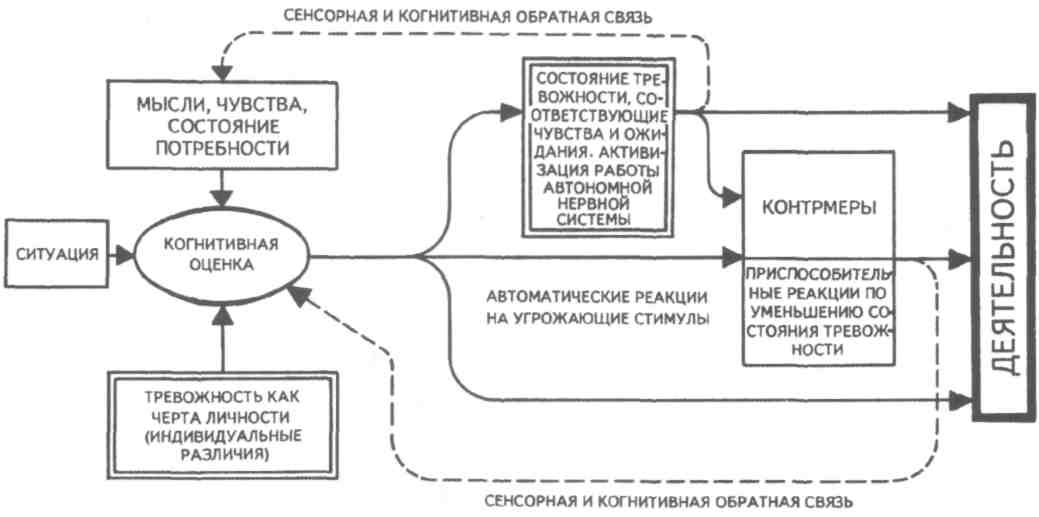 СЕНСОРНАЯ И КОГНИТИВНАЯ ОБРАТНАЯ СВЯЗЬ
МЫСЛИ, ЧУВСТВА,
СОСТОЯНИЕ
ПОТРЕБНОСТИ
СОСТОЯНИЕ ТРЕ-
ВОЖНОСТИ, СО-
ОТВЕТСТВУЮЩИЕ
ЧУВСТВА И ОЖИ-
ДАНИЯ. АКТИВИ-
ЗАЦИЯ РАБОТЫ
АВТОНОМНОЙ
НЕРВНОЙ
СИСТЕМЫ
СИТУАЦИЯ
КОГНИТИВНАЯ
ОЦЕНКА
КОНТРМЕРЫ
ПРИСПОСОБИТЕЛЬ-
НЫЕ РЕАКЦИИ ПО
УМЕНЬШЕНИЮ СО-
СТОЯНИЯ ТРЕВОЖ-
НОСТИ
АВТОМАТИЧЕСКИЕ РЕАКЦИИ
НА УГРОЖАЮЩИЕ СТИМУЛЫ
ДЕЯТЕЛЬНОСТЬ
ТРЕВОЖНОСТЬ КАК
ЧЕРТА ЛИЧНОСТИ
(ИНДИВИДУАЛЬНЫЕ
РАЗЛИЧИЯ)
СЕНСОРНАЯ И КОГНИТИВНАЯ ОБРАТНАЯ СВЯЗЬ